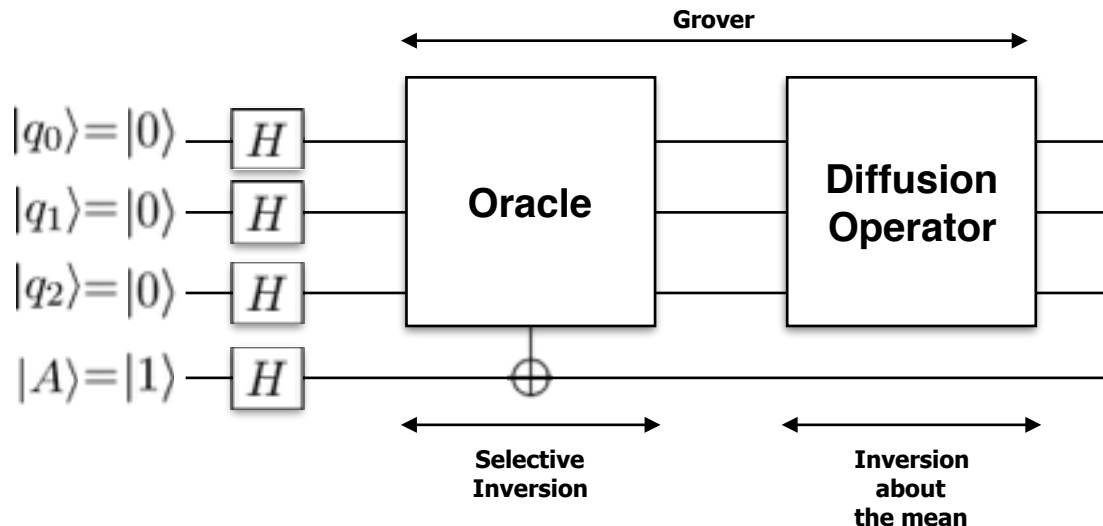 Grover
|q₀⟩=|0⟩ H
|q₁⟩=|0⟩ H
|q₂⟩=|0⟩ H
|A⟩=|1⟩ H
Oracle
Diffusion
Operator
Selective
Inversion
Inversion
about
the mean